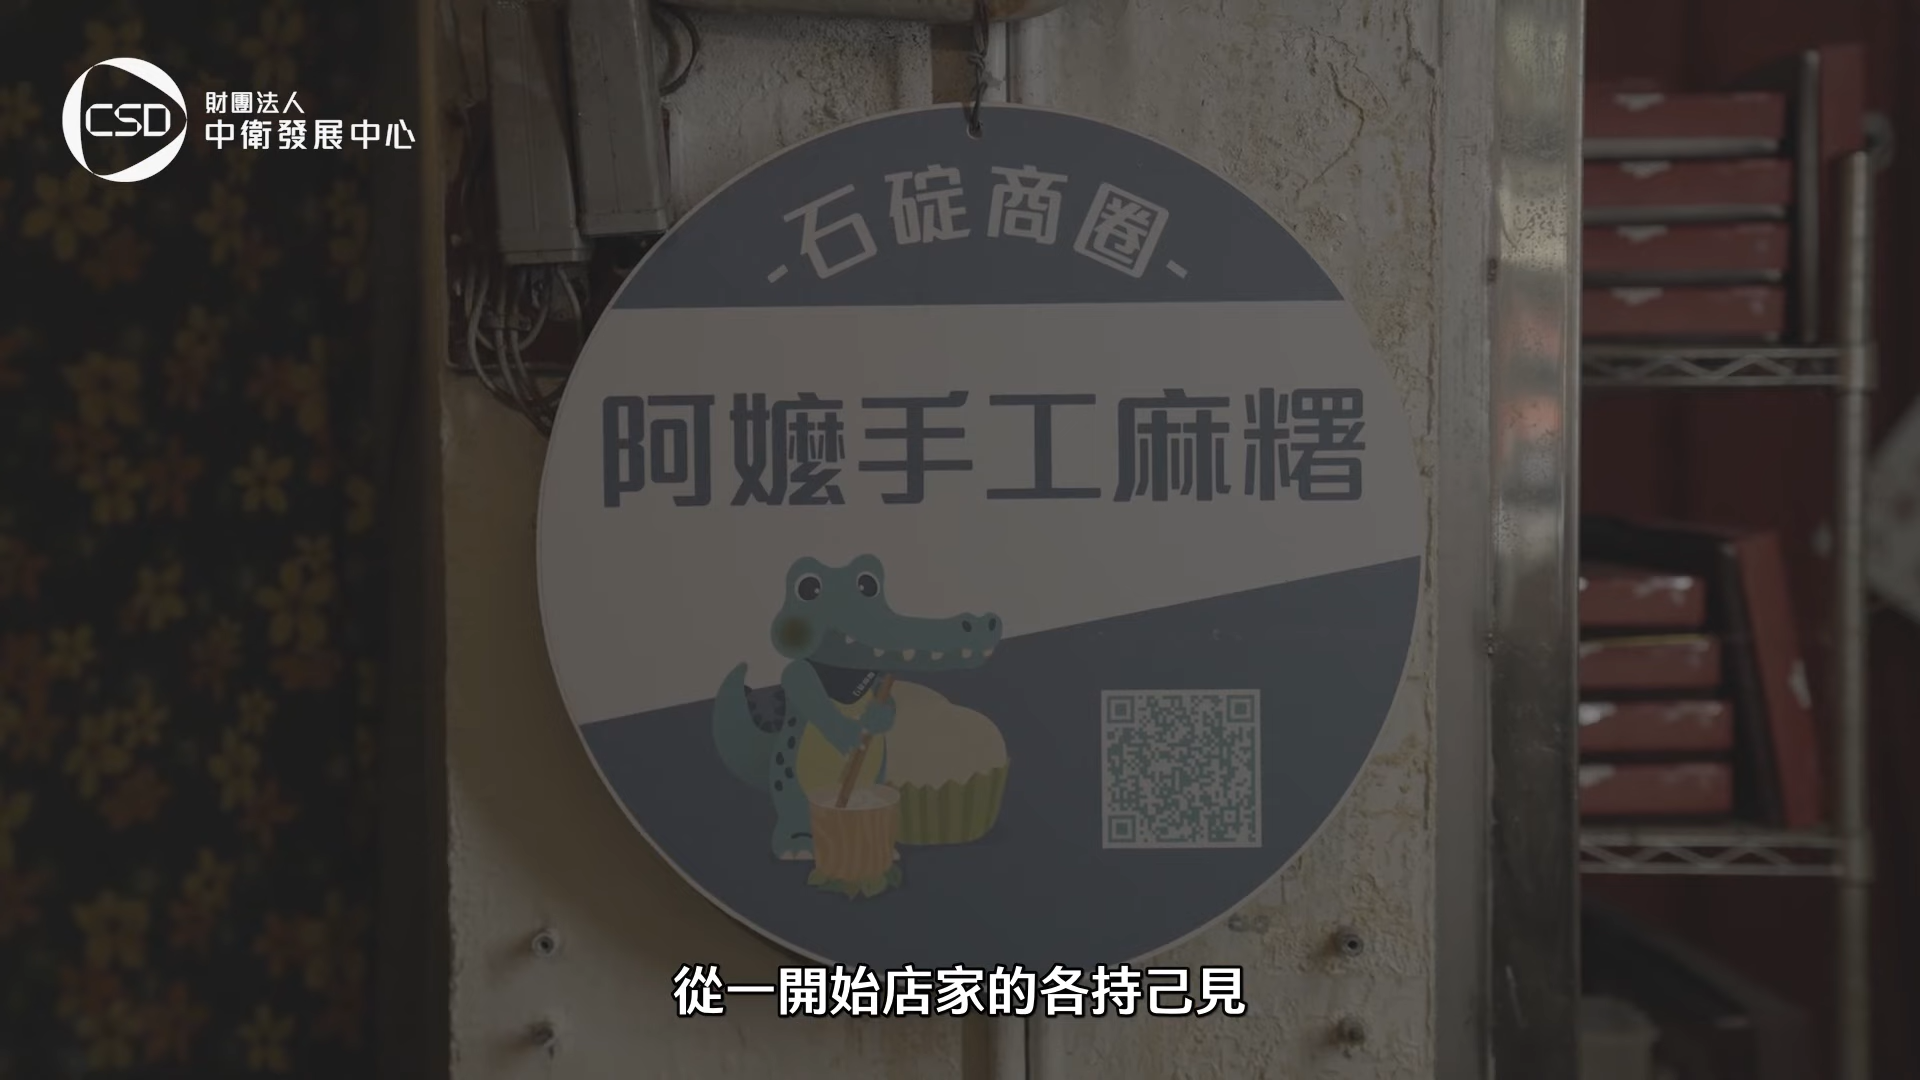 CSD
財團法人
中衛發展中心
-石碇商圈-
阿嬤手工麻糬
從一開始店家的各持己見